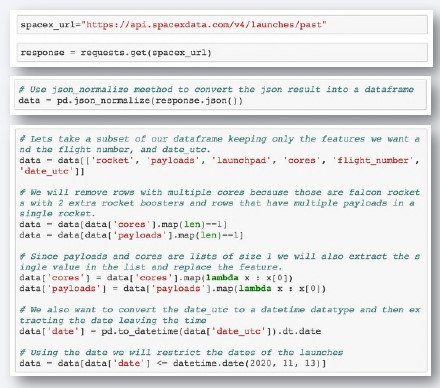 spacex_url="https://api.spacexdata.com/v4/launches/past"
response = requests.get(spacex_url)
# Use json_normalize meethod to convert the json result into a dataframe
data = pd.json_normalize(response.json())
# Lets take a subset of our dataframe keeping only the features we want a
nd the flight number, and date_utc.
data = data[['rocket', 'payloads', 'launchpad', 'cores', 'flight_number',
'date_utc']]
# We will remove rows with multiple cores because those are falcon rocket
s with 2 extra rocket boosters and rows that have multiple payloads in a
single rocket.
data = data[data['cores'].map(len)==1]
data = data[data['payloads'].map(len)==1]
# Since payloads and cores are lists of size 1 we will also extract the s
ingle value in the list and replace the feature.
data['cores'] = data['cores'].map(lambda x : x[0])
data['payloads'] = data['payloads'].map(lambda x : x[0])
# We also want to convert the date_utc to a datetime datatype and then ex
tracting the date leaving the time
data['date'] = pd.to_datetime(data['date_utc']).dt.date
# Using the date we will restrict the dates of the launches
data = data[data['date'] <= datetime.date(2020, 11, 13)]